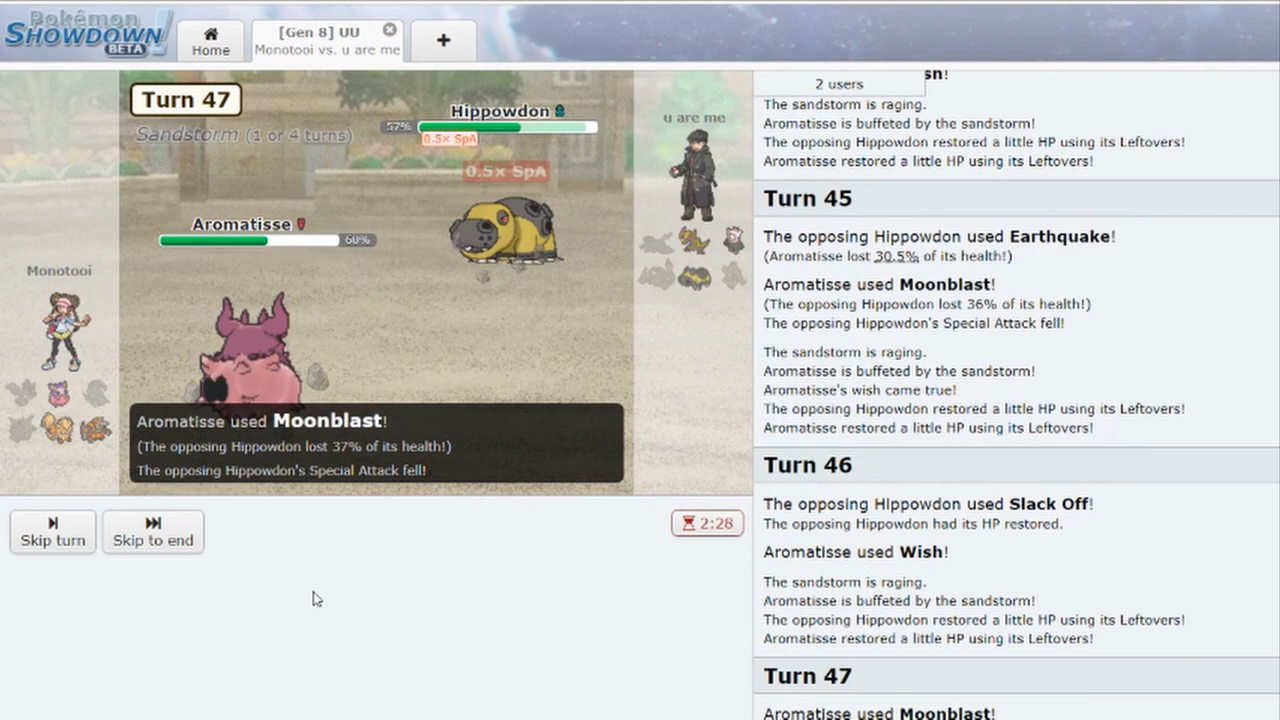 Pokémon
SHOWDOWN!
BETA
Home
[Gen 8] UU
Monotooi vs. u are me
+
Turn 47
Sandstorm (1 or 4 turns)
Hippowdon
57%
0.5× SpA
0.5× SpA
Aromatisse
60%
Monotooi
u are me
Aromatisse used Moonblast!
(The opposing Hippowdon lost 37% of its health!)
The opposing Hippowdon's Special Attack fell!
Skip turn
Skip to end
2:28
2 users
The sandstorm is raging.
Aromatisse is buffeted by the sandstorm!
The opposing Hippowdon restored a little HP using its Leftovers!
Aromatisse restored a little HP using its Leftovers!
Turn 45
The opposing Hippowdon used Earthquake!
(Aromatisse lost 30.5% of its health!)
Aromatisse used Moonblast!
(The opposing Hippowdon lost 36% of its health!)
The opposing Hippowdon's Special Attack fell!
The sandstorm is raging.
Aromatisse is buffeted by the sandstorm!
Aromatisse's wish came true!
The opposing Hippowdon restored a little HP using its Leftovers!
Aromatisse restored a little HP using its Leftovers!
Turn 46
The opposing Hippowdon used Slack Off!
The opposing Hippowdon had its HP restored.
Aromatisse used Wish!
The sandstorm is raging.
Aromatisse is buffeted by the sandstorm!
The opposing Hippowdon restored a little HP using its Leftovers!
Aromatisse restored a little HP using its Leftovers!
Turn 47
Aromatisse used Moonblast!